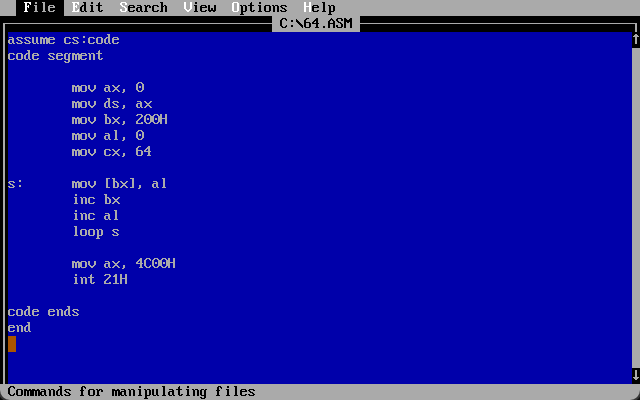 File Edit Search View Options Help
C:\64.ASM
assume cs:code
code segment
mov ax, 0
mov ds, ax
mov bx, 200H
mov al, 0
mov cx, 64
s: mov [bx], al
inc bx
inc al
loop s
mov ax, 4C00H
int 21H
code ends
end
Commands for manipulating files